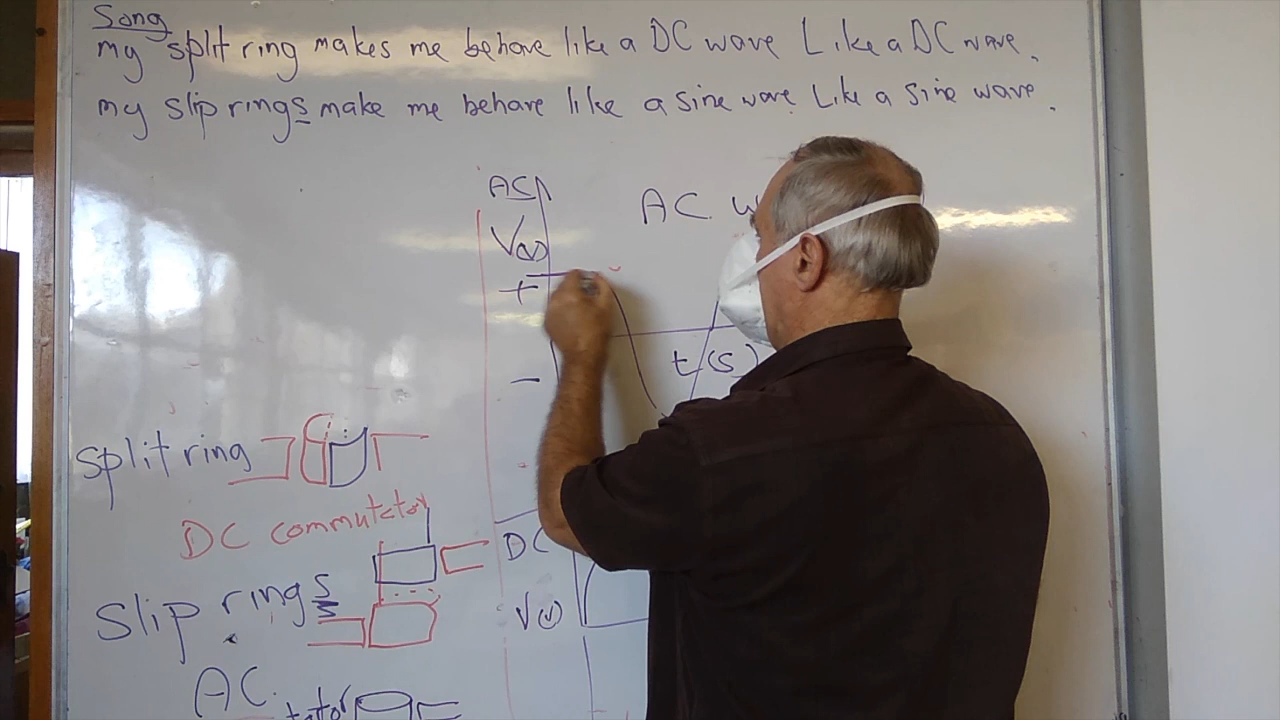 Song
my split ring makes me behave like a DC wave Like a DC wave.
my slip rings make me behave like a sine wave Like a sine wave.
AC
V(v)
+
-
AC
t(s)
Split ring
DC commutator
DC
V(v)
Slip rings
AC